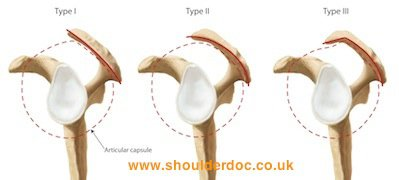 Type I
Type II
Type III
Articular capsule
www.shoulderdoc.co.uk